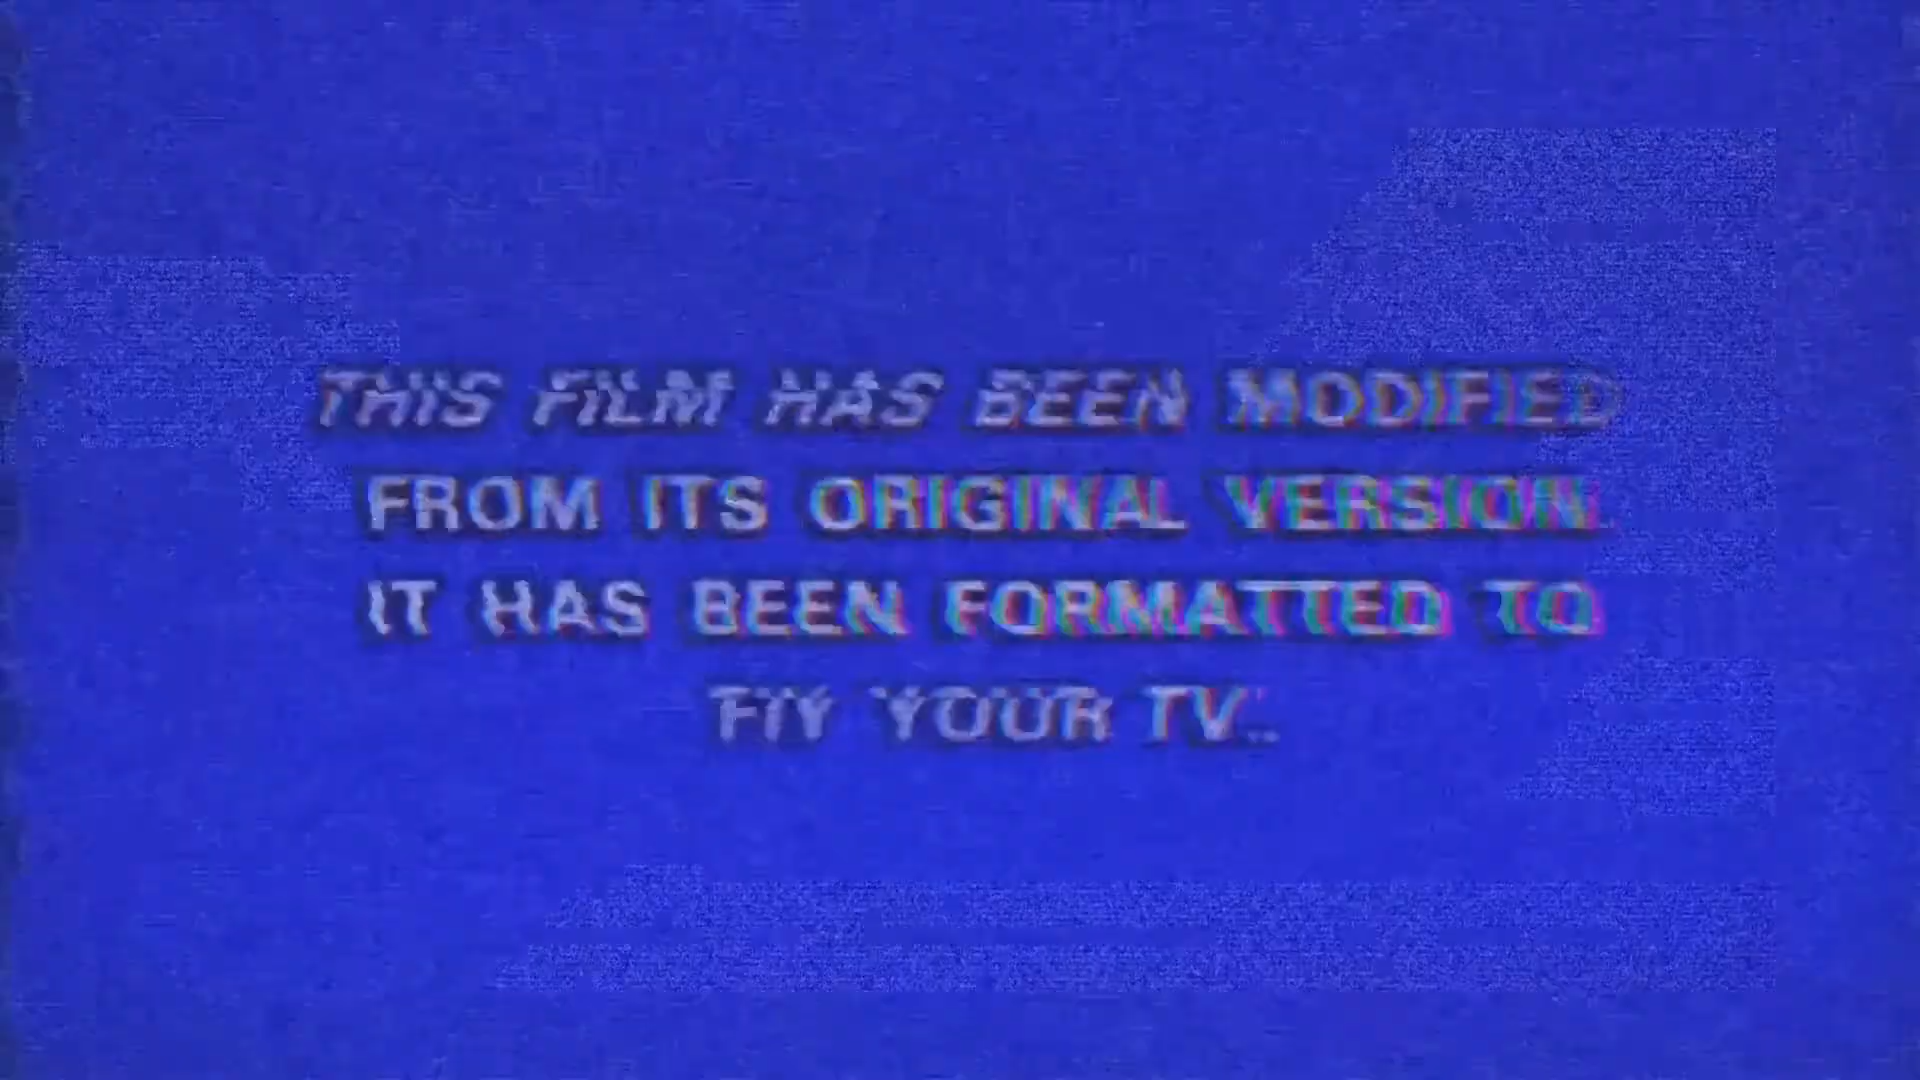 THIS FILM HAS BEEN MODIFIED
FROM ITS ORIGINAL VERSION.
IT HAS BEEN FORMATTED TO
FIY YOUR TV..